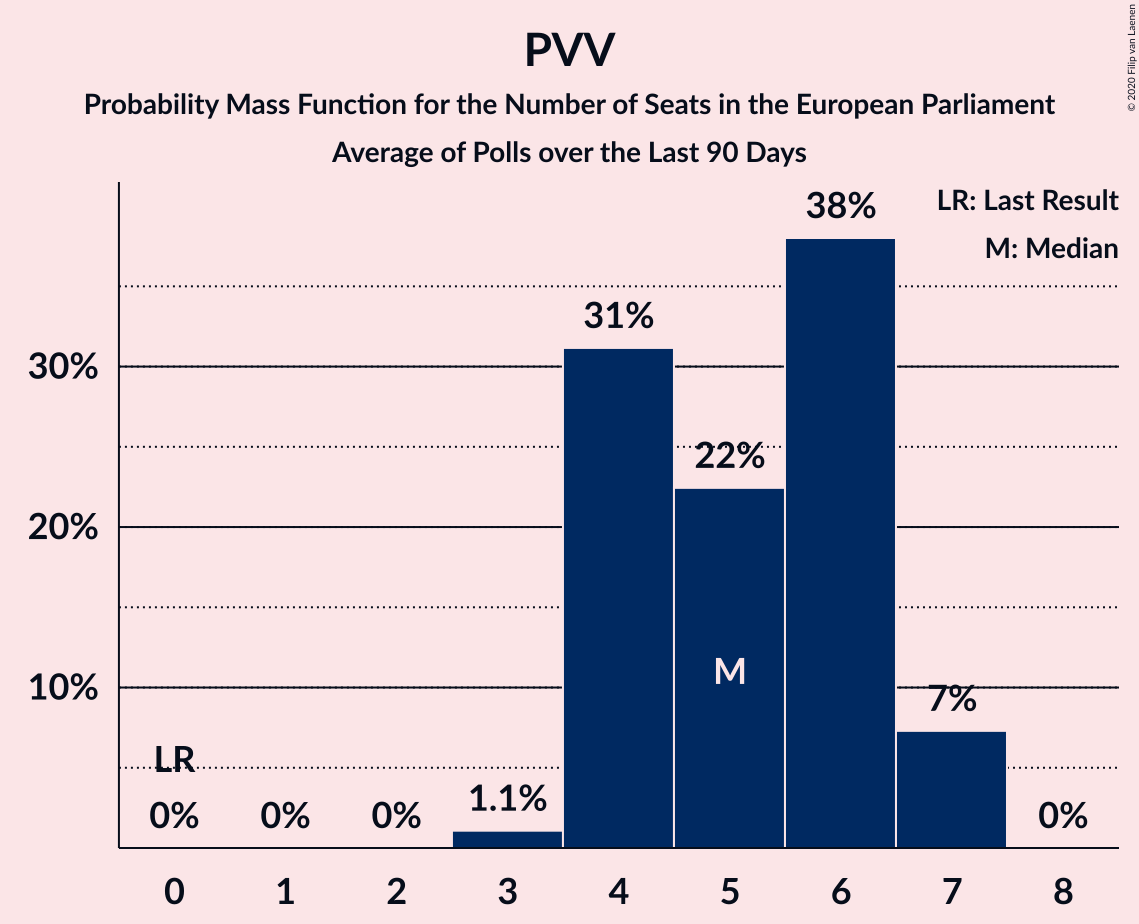 PVV
Probability Mass Function for the Number of Seats in the European Parliament
Average of Polls over the Last 90 Days
© 2020 Filip van Laenen
LR: Last Result
M: Median
38%
31%
30%
22%
20%
M
10%
7%
LR
1.1%
0%
0%
0%
0%
0
1
2
3
4
5
6
7
8